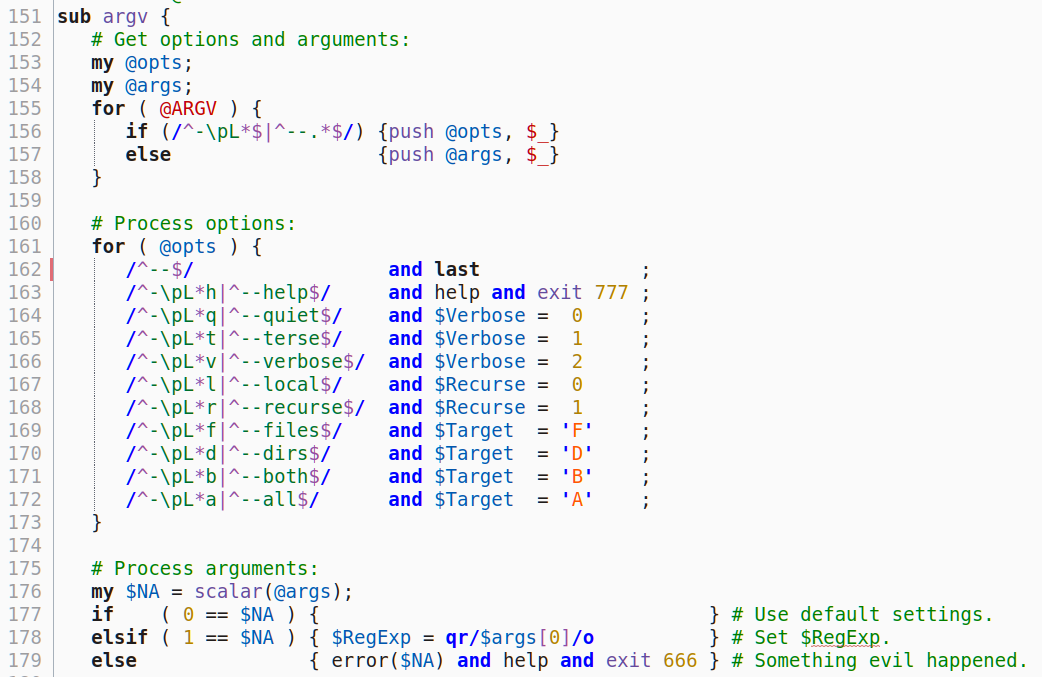 151 sub argv {
152    # Get options and arguments:
153    my @opts;
154    my @args;
155    for ( @ARGV ) {
156       if (/^-\pL*$|^--.*$/) {push @opts, $_}
157       else                  {push @args, $_}
158    }
159
160    # Process options:
161    for ( @opts ) {
162       /^--$/                 and last              ;
163       /^-\pL*h|^--help$/     and help and exit 777 ;
164       /^-\pL*q|^--quiet$/    and $Verbose =  0     ;
165       /^-\pL*t|^--terse$/    and $Verbose =  1     ;
166       /^-\pL*v|^--verbose$/  and $Verbose =  2     ;
167       /^-\pL*l|^--local$/    and $Recurse =  0     ;
168       /^-\pL*r|^--recurse$/  and $Recurse =  1     ;
169       /^-\pL*f|^--files$/    and $Target  = 'F'    ;
170       /^-\pL*d|^--dirs$/     and $Target  = 'D'    ;
171       /^-\pL*b|^--both$/     and $Target  = 'B'    ;
172       /^-\pL*a|^--all$/      and $Target  = 'A'    ;
173    }
174
175    # Process arguments:
176    my $NA = scalar(@args);
177    if    ( 0 == $NA ) {                                  } # Use default settings.
178    elsif ( 1 == $NA ) { $RegExp = qr/$args[0]/o          } # Set $RegExp.
179    else               { error($NA) and help and exit 666 } # Something evil happened.